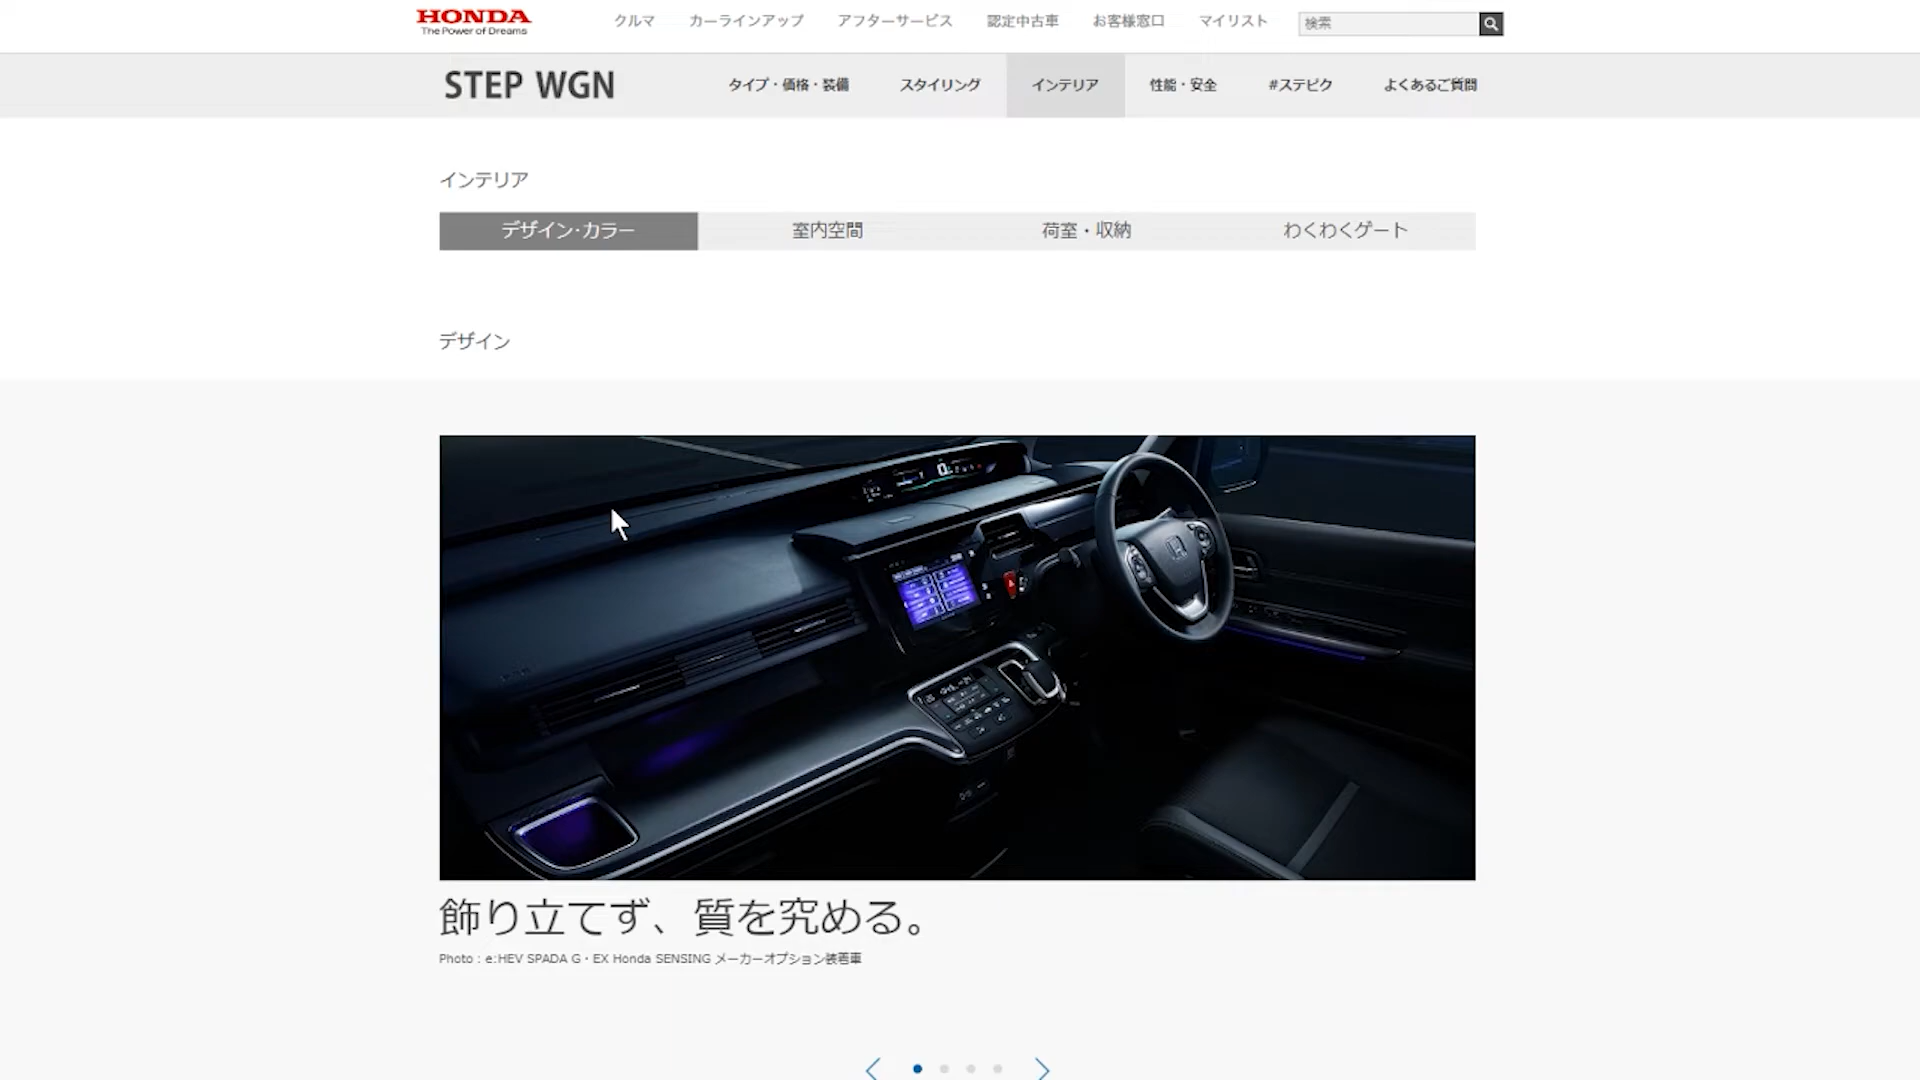 HONDA
The Power of Dreams
クルマ
カーラインアップ
アフターサービス
認定中古車
お客様窓口
マイリスト
検索
STEP WGN
タイプ・価格・装備
スタイリング
インテリア
性能・安全
#ステピク
よくあるご質問
インテリア
デザイン・カラー
室内空間
荷室・収納
わくわくゲート
デザイン
飾り立てず、質を究める。
Photo：e:HEV SPADA G・EX Honda SENSING メーカーオプション装着車